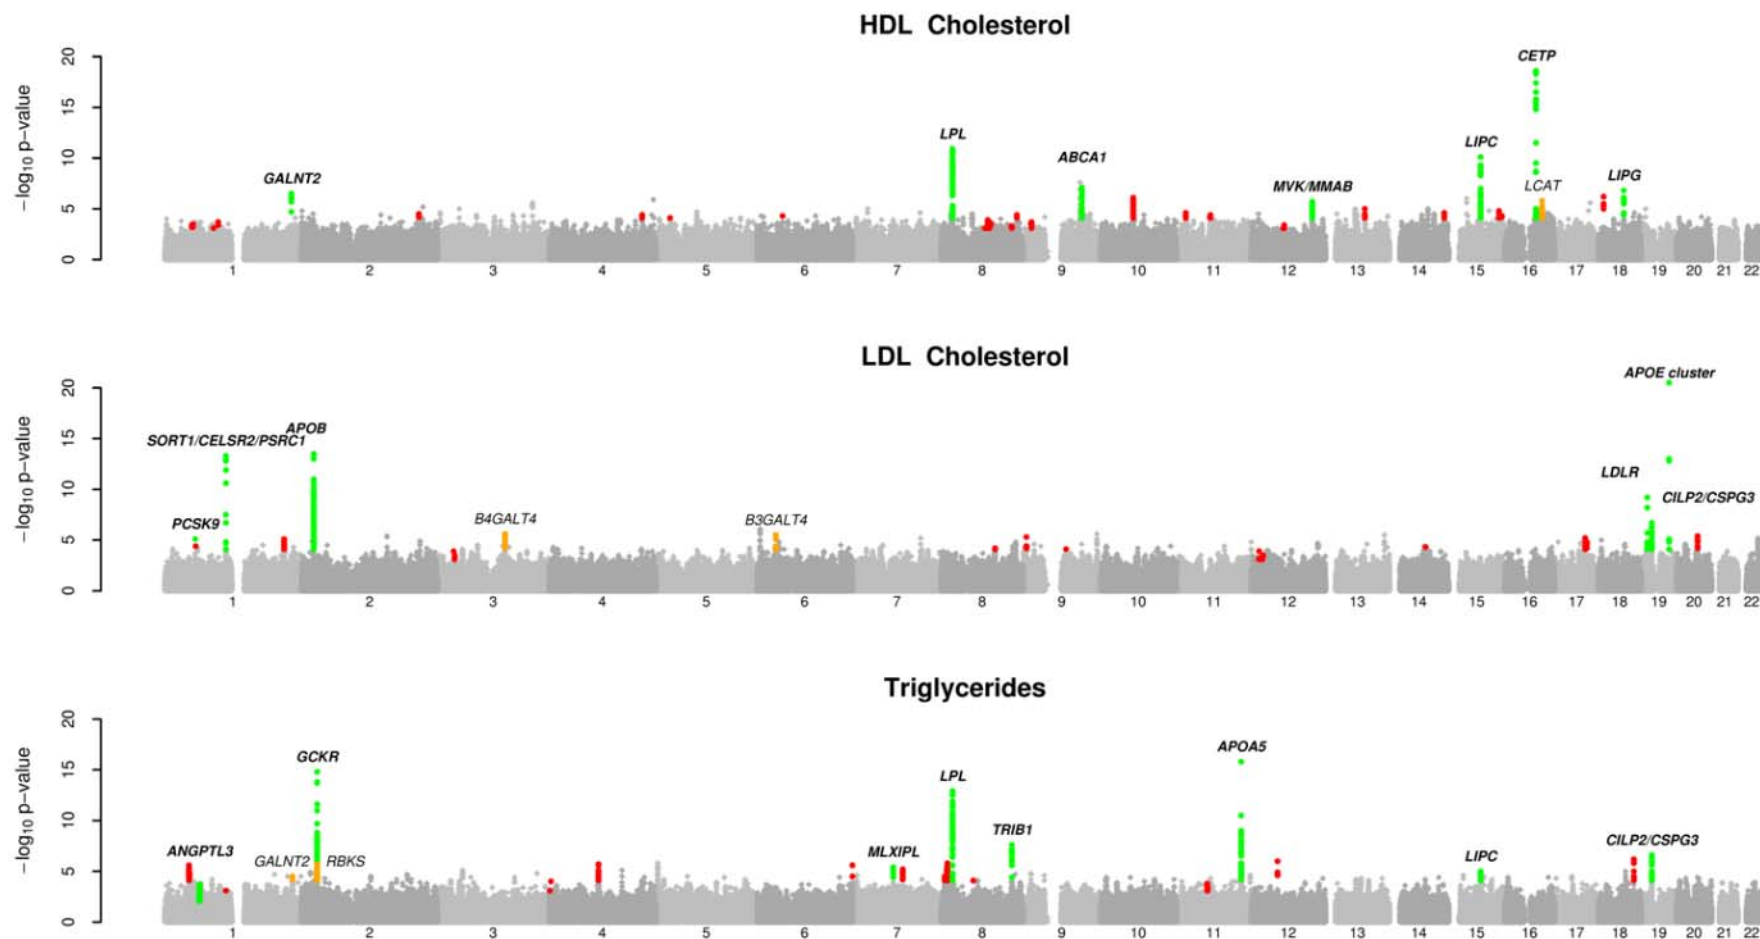 HDL Cholesterol
−log10 p−value
20
15
10
5
0
GALNT2
LPL
ABCA1
MVK/MMAB
LIPC
CETP
LCAT
LIPG
1 2 3 4 5 6 7 8 9 10 11 12 13 14 15 16 17 18 19 20 21 22
LDL Cholesterol
−log10 p−value
20
15
10
5
0
SORT1/CELSR2/PSRC1
APOB
PCSK9
B4GALT4
B3GALT4
APOE cluster
LDLR
CILP2/CSPG3
1 2 3 4 5 6 7 8 9 10 11 12 13 14 15 16 17 18 19 20 21 22
Triglycerides
−log10 p−value
20
15
10
5
0
ANGPTL3
GCKR
GALNT2
RBKS
MLXIPL
LPL
TRIB1
APOA5
LIPC
CILP2/CSPG3
1 2 3 4 5 6 7 8 9 10 11 12 13 14 15 16 17 18 19 20 21 22